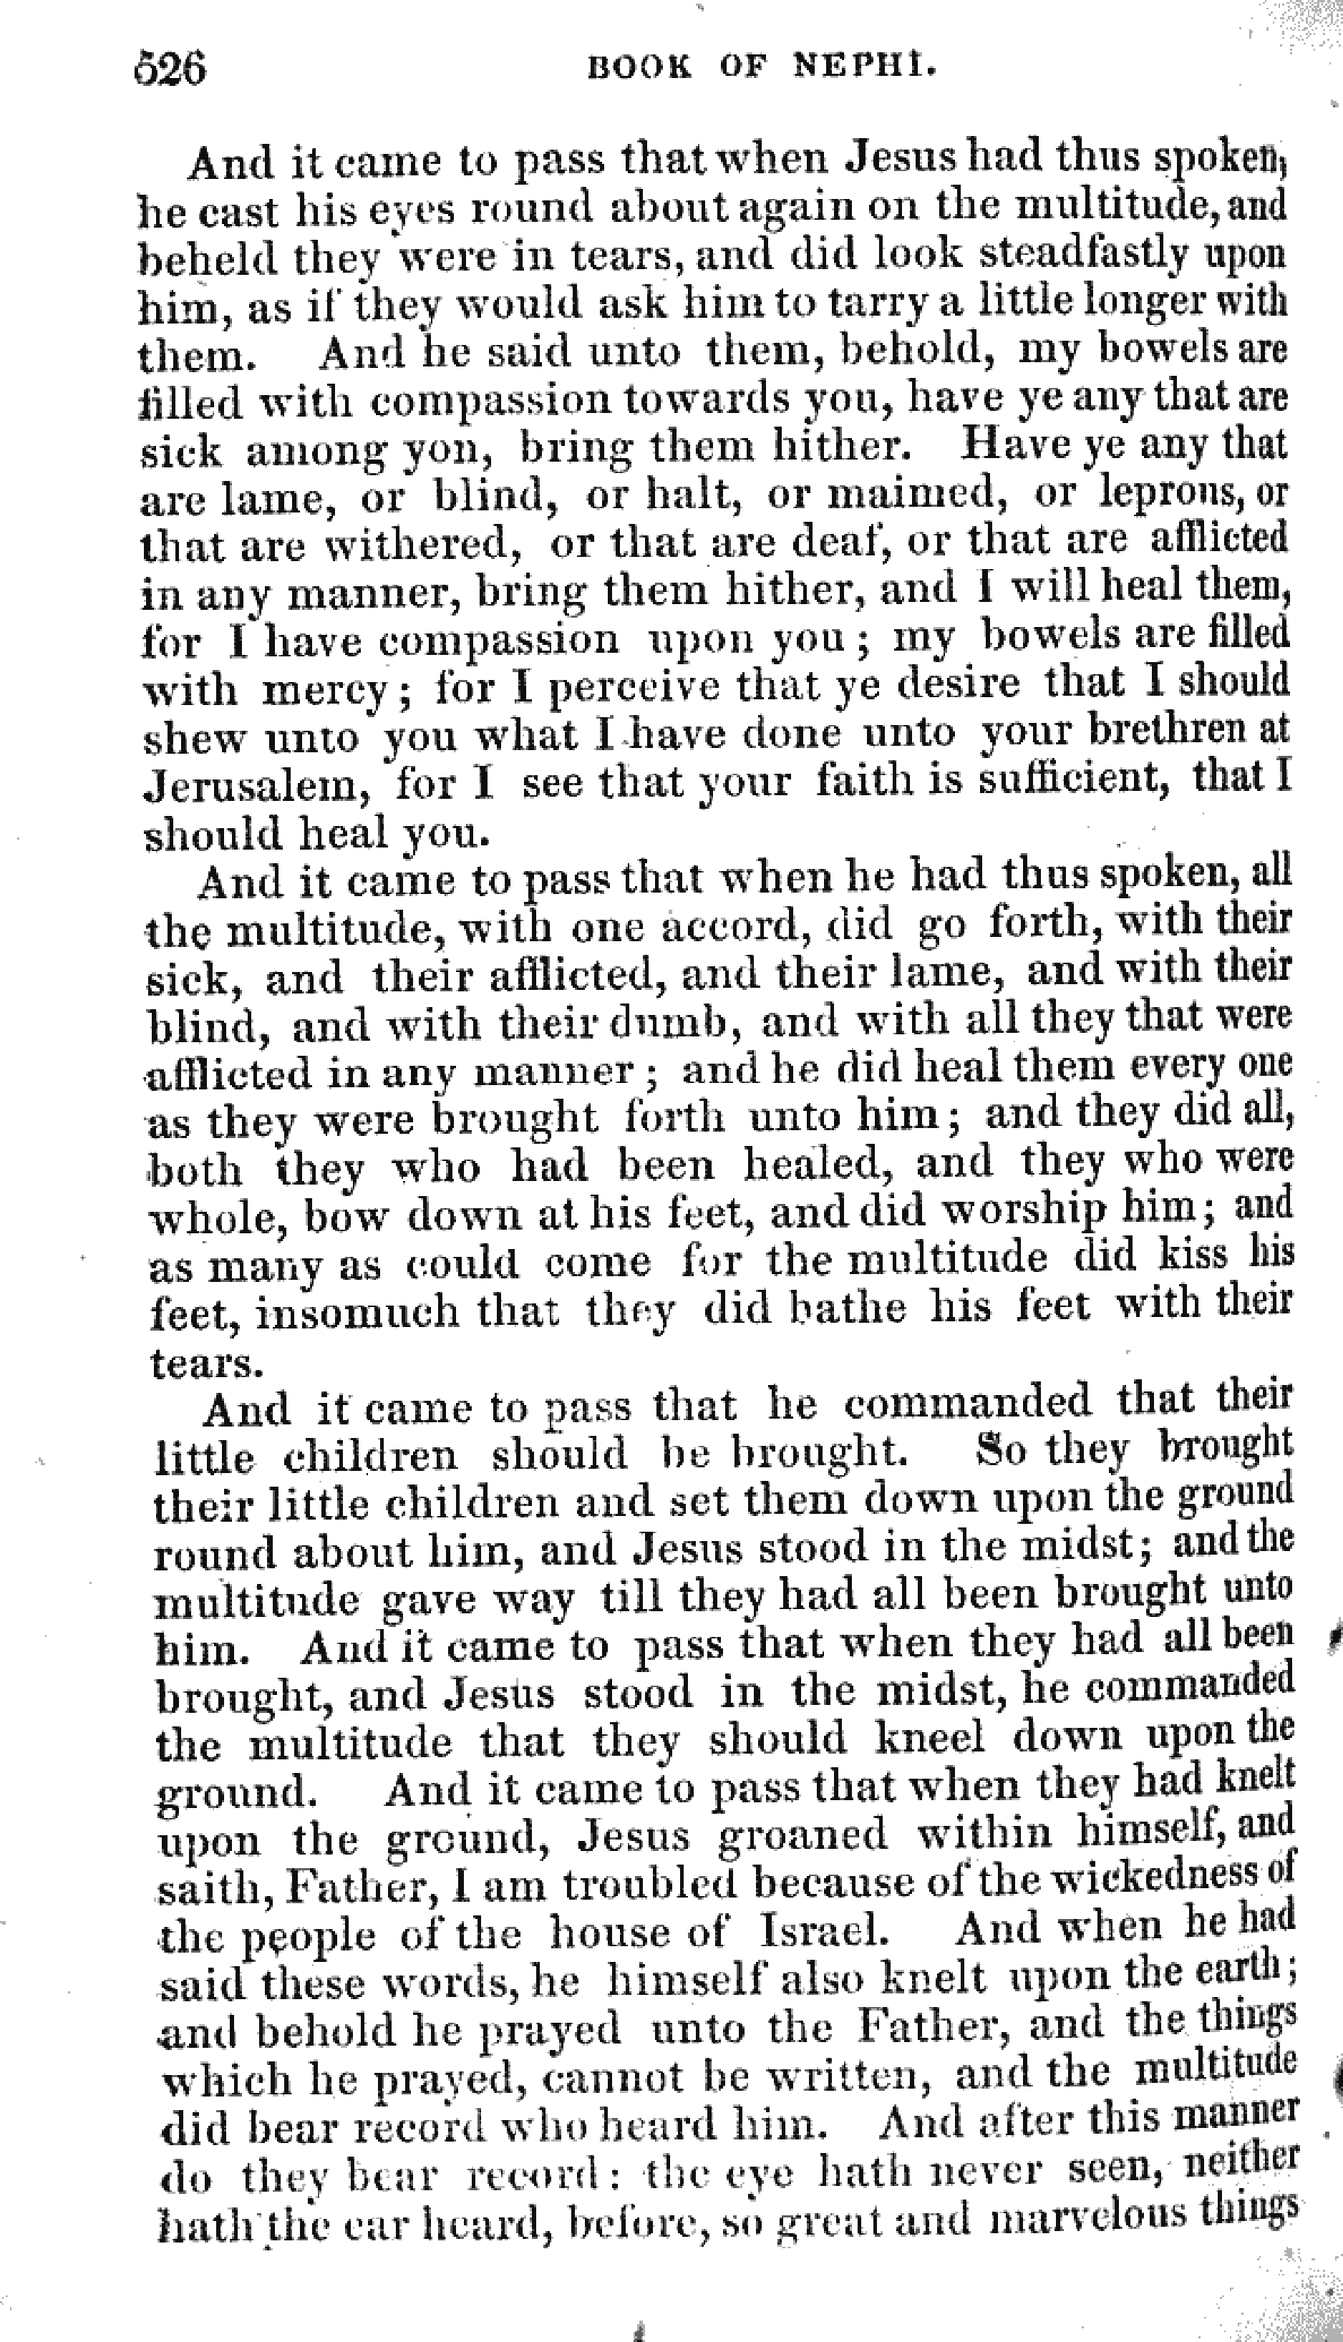 526 BOOK OF NEPHI.
And it came to pass that when Jesus had thus spoken,
he cast his eyes round about again on the multitude, and
beheld they were in tears, and did look steadfastly upon
him, as if they would ask him to tarry a little longer with
them. And he said unto them, behold, my bowels are
filled with compassion towards you, have ye any that are
sick among you, bring them hither. Have ye any that
are lame, or blind, or halt, or maimed, or leprous, or
that are withered, or that are deaf, or that are afflicted
in any manner, bring them hither, and I will heal them,
for I have compassion upon you; my bowels are filled
with mercy; for I perceive that ye desire that I should
shew unto you what I have done unto your brethren at
Jerusalem, for I see that your faith is sufficient, that I
should heal you.
And it came to pass that when he had thus spoken, all
the multitude, with one accord, did go forth, with their
sick, and their afflicted, and their lame, and with their
blind, and with their dumb, and with all they that were
afflicted in any manner; and he did heal them every one
as they were brought forth unto him; and they did all,
both they who had been healed, and they who were
whole, bow down at his feet, and did worship him; and
as many as could come for the multitude did kiss his
feet, insomuch that they did bathe his feet with their
tears.
And it came to pass that he commanded that their
little children should be brought. So they brought
their little children and set them down upon the ground
round about him, and Jesus stood in the midst; and the
multitude gave way till they had all been brought unto
him. And it came to pass that when they had all been
brought, and Jesus stood in the midst, he commanded
the multitude that they should kneel down upon the
ground. And it came to pass that when they had knelt
upon the ground, Jesus groaned within himself, and
saith, Father, I am troubled because of the wickedness of
the people of the house of Israel. And when he had
said these words, he himself also knelt upon the earth;
and behold he prayed unto the Father, and the things
which he prayed, cannot be written, and the multitude
did bear record who heard him. And after this manner
do they bear record: the eye hath never seen, neither
hath the ear heard, before, so great and marvelous things